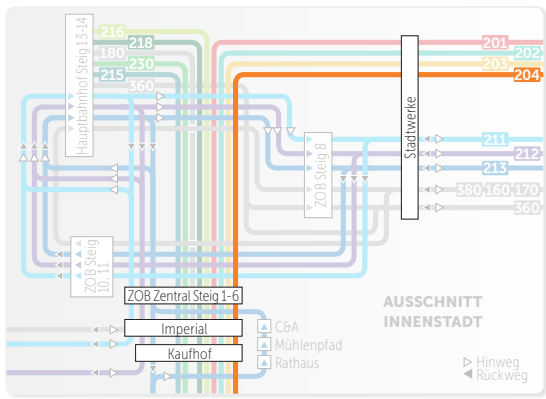 Hauptbahnhof Steig 13-14
216
218
180
230
215
360
Stadtwerke
201
202
203
204
211
212
213
380 160 170
360
ZOB Steig 8
ZOB Steig
10, 11
ZOB Zentral Steig 1-6
Imperial
Kaufhof
C&A
Mühlenpfad
Rathaus
AUSSCHNITT
INNENSTADT
Hinweg
Rückweg